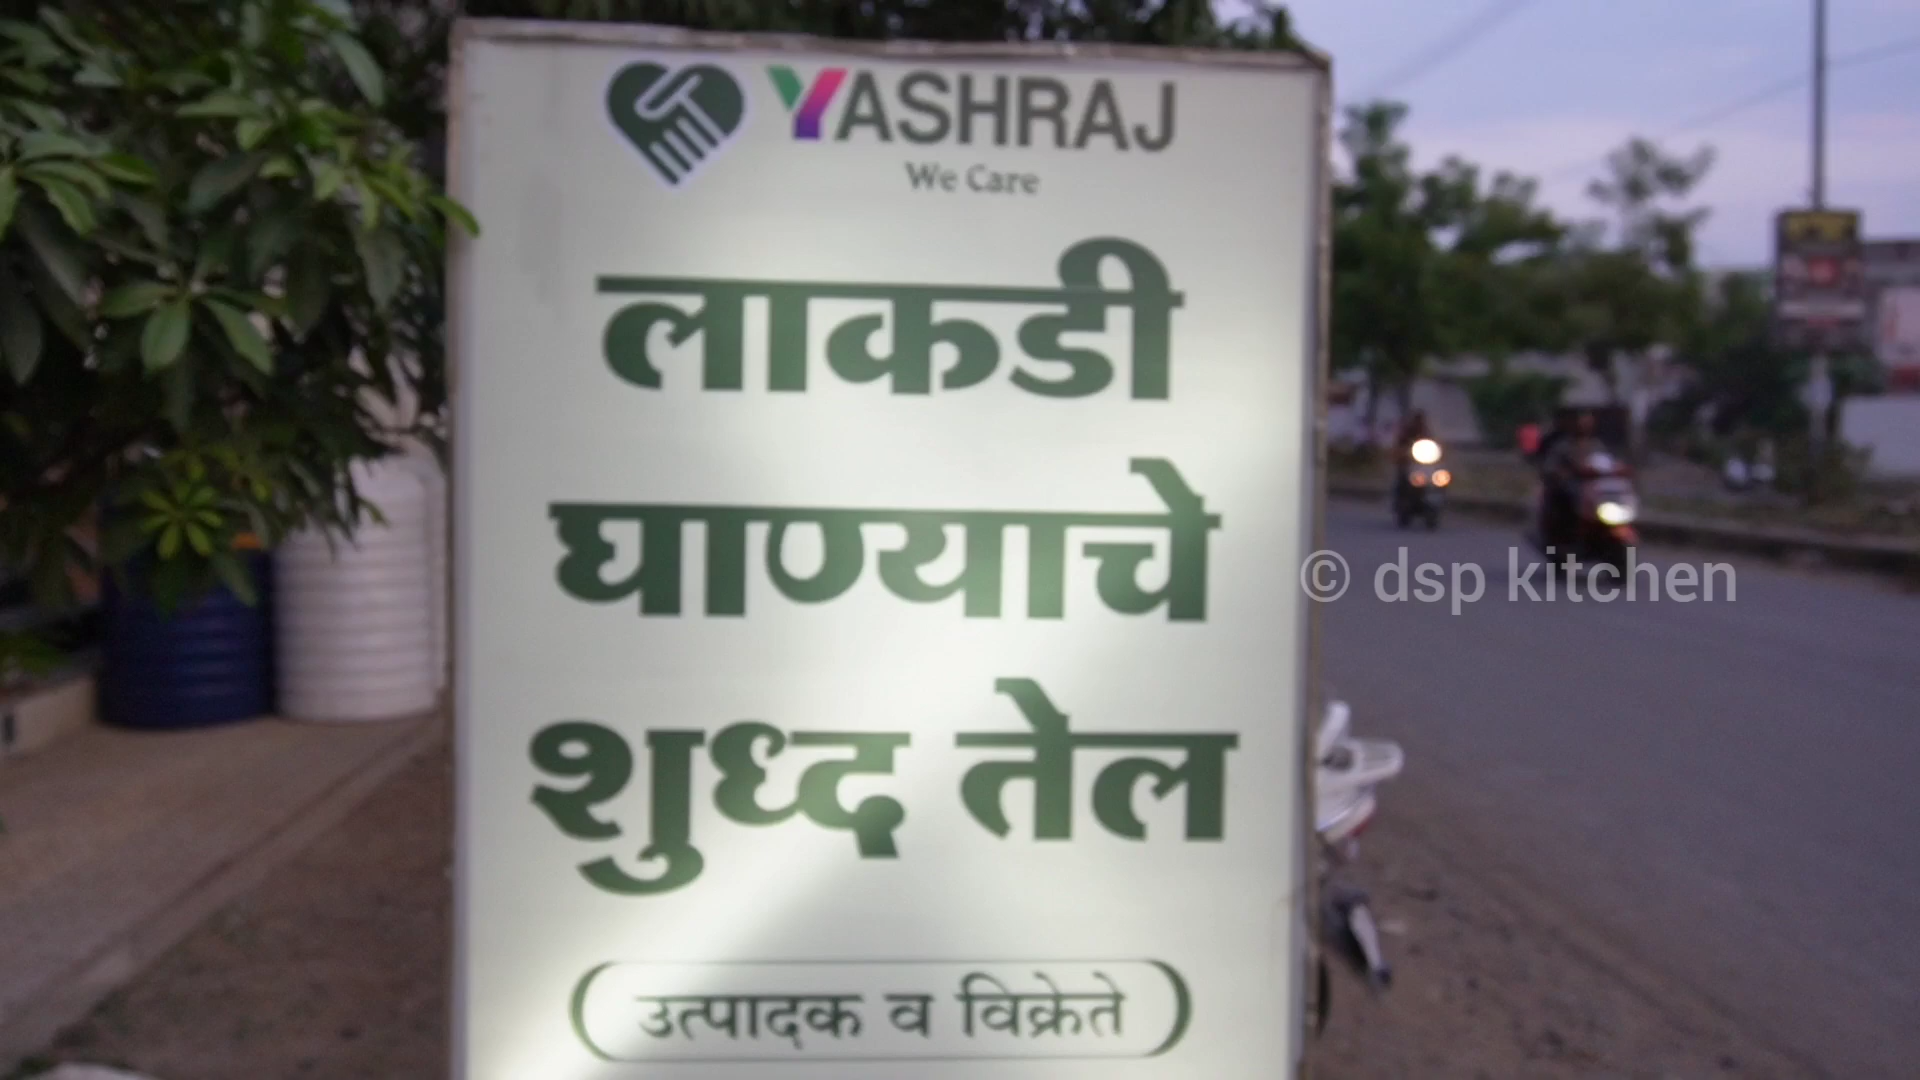 YASHRAJ
We Care
लाकडी
घाण्याचे
शुध्द तेल
उत्पादक व विक्रेते
© dsp kitchen